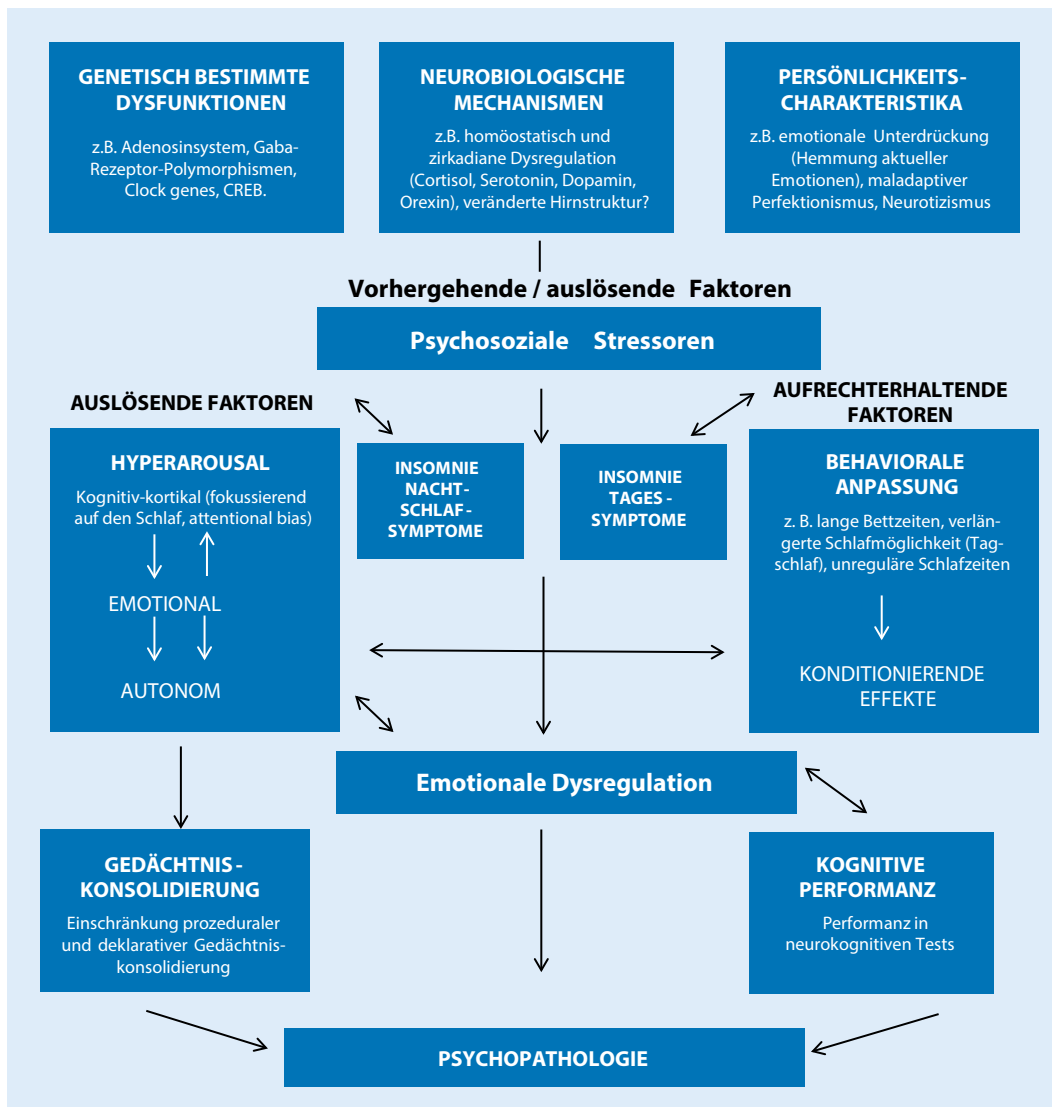 GENETISCH BESTIMMTE
DYSFUNKTIONEN
z.B. Adenosinsystem, Gaba-
Rezeptor-Polymorphismen,
Clock genes, CREB.
NEUROBIOLOGISCHE
MECHANISMEN
z.B. homöostatisch und
zirkadiane Dysregulation
(Cortisol, Serotonin, Dopamin,
Orexin), veränderte Hirnstruktur?
PERSÖNLICHKEITS-
CHARAKTERISTIKA
z.B. emotionale Unterdrückung
(Hemmung aktueller
Emotionen), maladaptiver
Perfektionismus, Neurotizismus
Vorhergehende / auslösende Faktoren
Psychosoziale Stressoren
AUSLÖSENDE FAKTOREN
HYPERAROUSAL
Kognitiv-kortikal (fokussierend
auf den Schlaf, attentional bias)
EMOTIONAL
AUTONOM
INSOMNIE
NACHT-
SCHLAF-
SYMPTOME
INSOMNIE
TAGES-
SYMPTOME
AUFRECHTERHALTENDE
FAKTOREN
BEHAVIORALE
ANPASSUNG
z. B. lange Bettzeiten, verlän-
gerte Schlafmöglichkeit (Tag-
schlaf), unreguläre Schlafzeiten
KONDITIONIERENDE
EFFEKTE
Emotionale Dysregulation
GEDÄCHTNIS-
KONSOLIDIERUNG
Einschränkung prozeduraler
und deklarativer Gedächtnis-
konsolidierung
KOGNITIVE
PERFORMANZ
Performanz in
neurokognitiven Tests
PSYCHOPATHOLOGIE